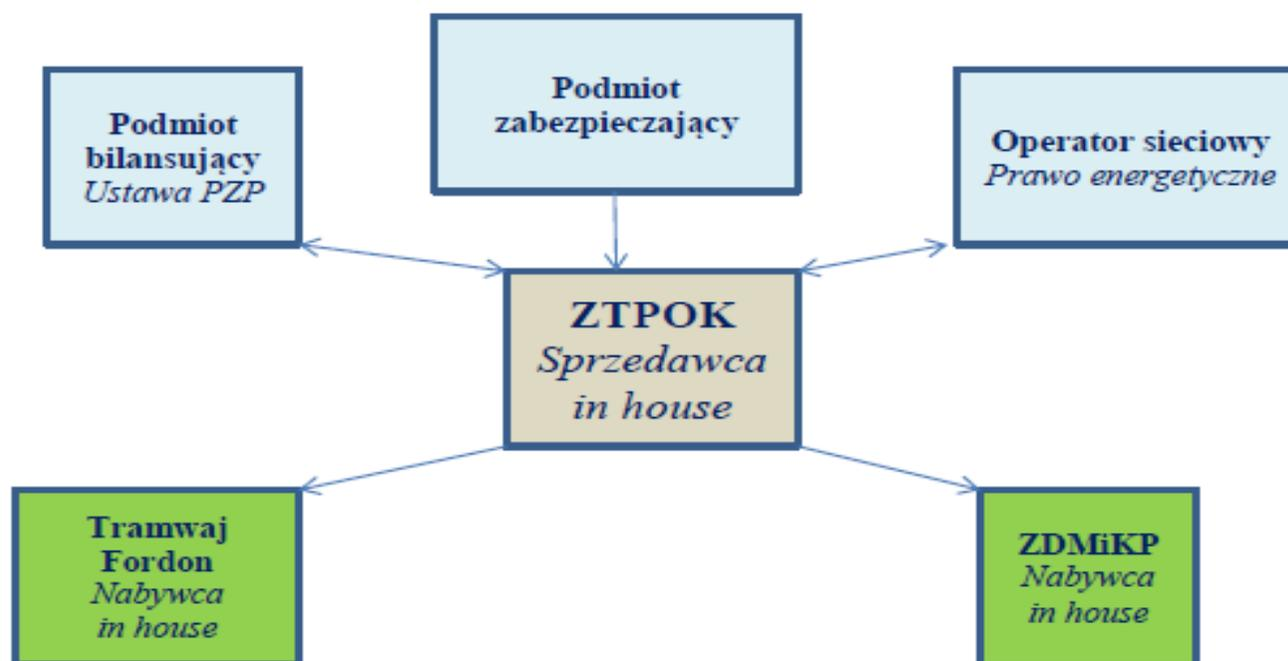 Podmiot
bilansujący
Ustawa PZP
Podmiot
zabezpieczający
Operator sieciowy
Prawo energetyczne
ZTPOK
Sprzedawca
in house
Tramwaj
Fordon
Nabywca
in house
ZDMiKP
Nabywca
in house